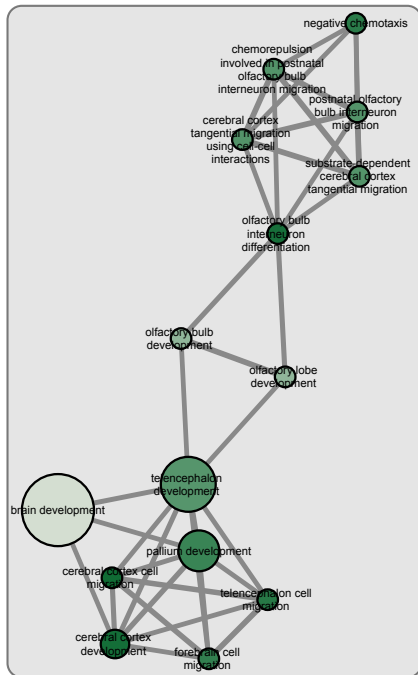 negative chemotaxis
chemorepulsion
involved in postnatal
olfactory bulb
interneuron migration
postnatal olfactory
bulb interneuron
migration
cerebral cortex
tangential migration
using cell-cell
interactions
substrate-dependent
cerebral cortex
tangential migration
olfactory bulb
interneuron
differentiation
olfactory bulb
development
olfactory lobe
development
telencephalon
development
brain development
pallium development
cerebral cortex cell
migration
telencephalon cell
migration
cerebral cortex
development
forebrain cell
migration